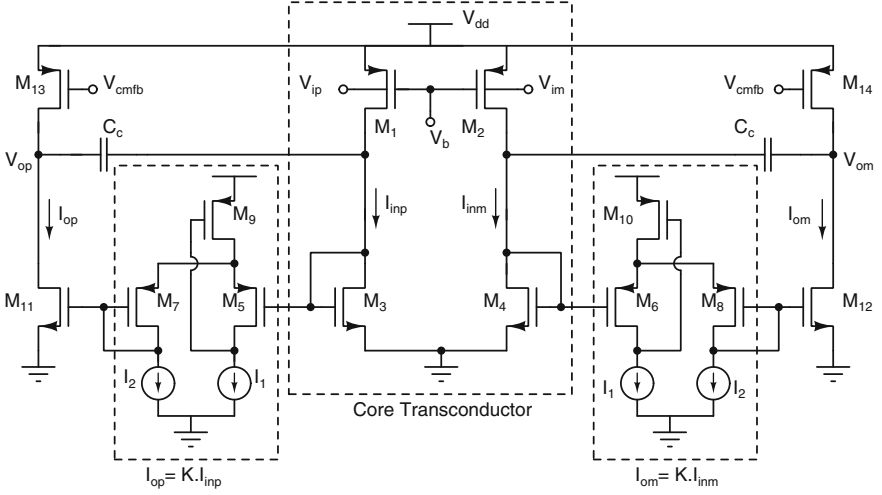 V_dd
M_13
V_cmfb
V_ip
V_im
V_cmfb
M_14
M_1
M_2
V_b
C_c
C_c
V_op
V_om
I_op
M_9
I_inp
I_inm
M_10
I_om
M_11
M_7
M_5
M_3
M_4
M_6
M_8
M_12
I_2
I_1
I_1
I_2
Core Transconductor
I_op= K.I_inp
I_om= K.I_inm